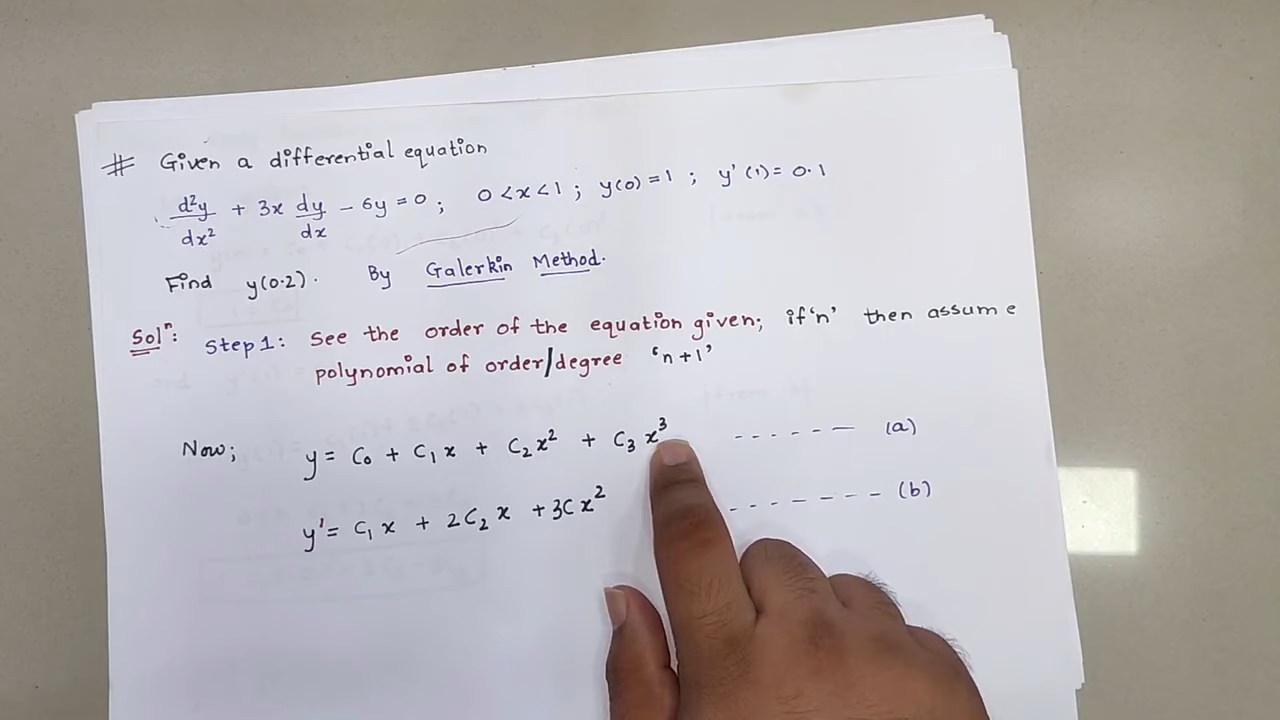 # Given a differential equation
d²y/dx² + 3x dy/dx - 6y = 0 ; 0 < x < 1 ; y(0) = 1 ; y'(1) = 0.1
Find y(0.2). By Galerkin Method.
Solⁿ: Step 1: See the order of the equation given; if 'n' then assume
polynomial of order/degree 'n+1'
Now; y = C₀ + C₁x + C₂x² + C₃x³ ------ (a)
y' = C₁x + 2C₂x + 3Cx² ------- (b)